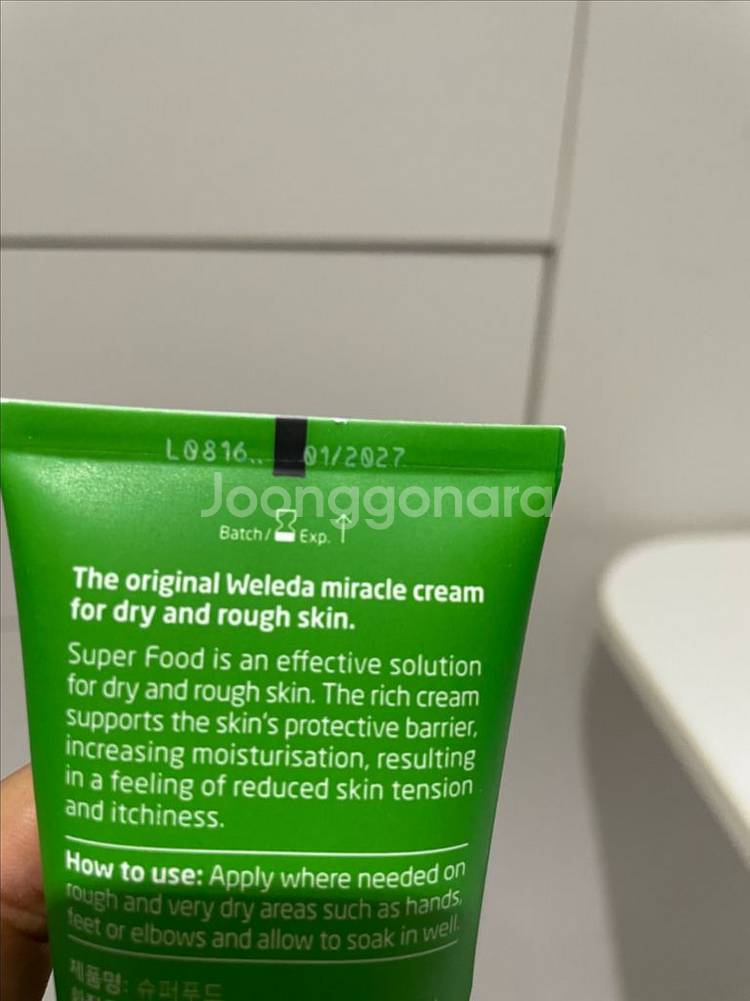 L0816.. 01/2027
Joonggonara
Batch / Exp.
The original Weleda miracle cream
for dry and rough skin.
Super Food is an effective solution
for dry and rough skin. The rich cream
supports the skin's protective barrier,
increasing moisturisation, resulting
in a feeling of reduced skin tension
and itchiness.
How to use: Apply where needed on
rough and very dry areas such as hands,
feet or elbows and allow to soak in well.
제품명: 슈퍼푸드